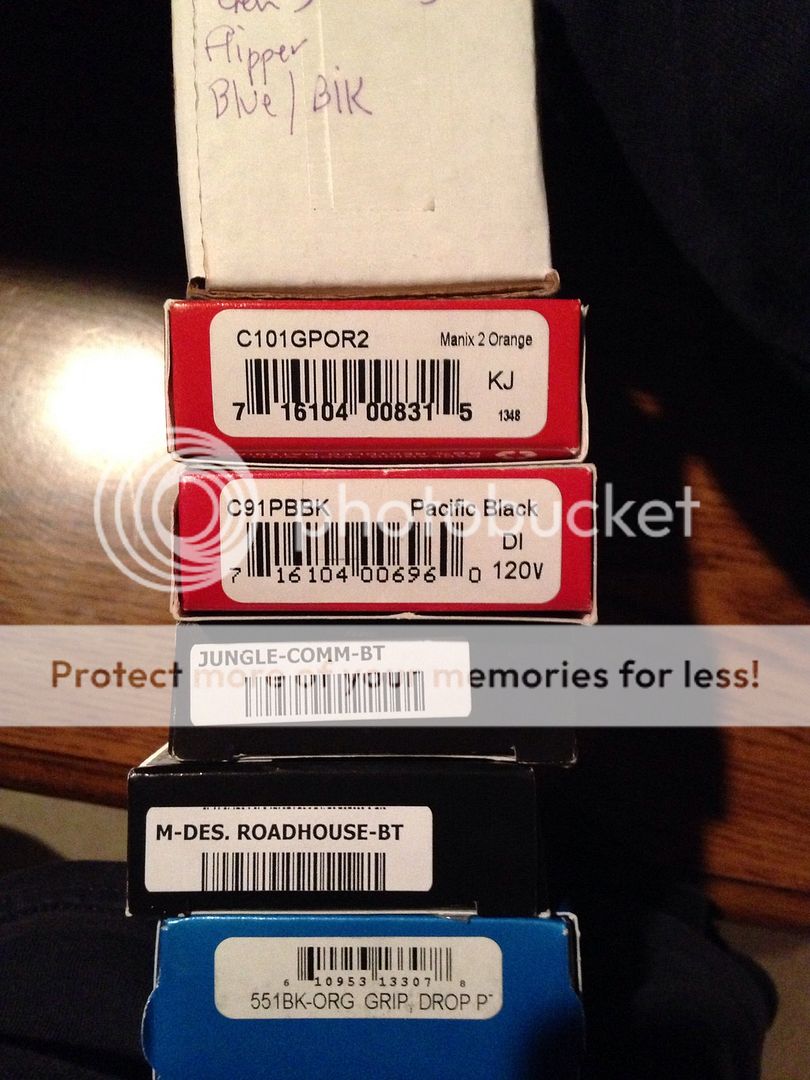 Flipper
Blue / BlK
C101GPOR2 Manix 2 Orange
KJ
7 16104 00831 5 1348
photobucket
C91PBBK Pacific Black
DI
7 16104 00696 0 120V
JUNGLE-COMM-BT
Protect more of your memories for less!
M-DES. ROADHOUSE-BT
6 10953 13307 8
551BK-ORG GRIP, DROP P